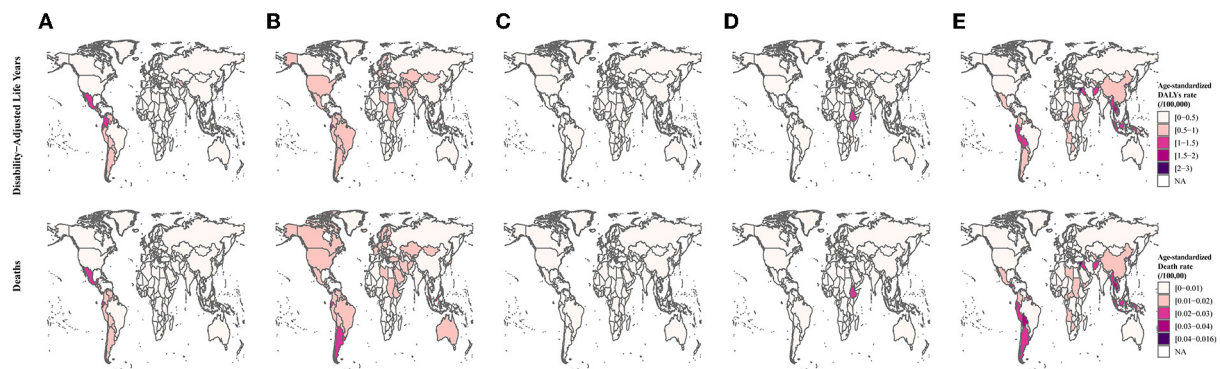 A
B
C
D
E
Disability-Adjusted Life Years
Age-standardized
DALYs rate
(/100,000)
[0-0.5)
[0.5-1)
[1-1.5)
[1.5-2)
[2-3)
NA
Deaths
Age-standardized
Death rate
(/100,00)
[0-0.01)
[0.01-0.02)
[0.02-0.03)
[0.03-0.04)
[0.04-0.016)
NA